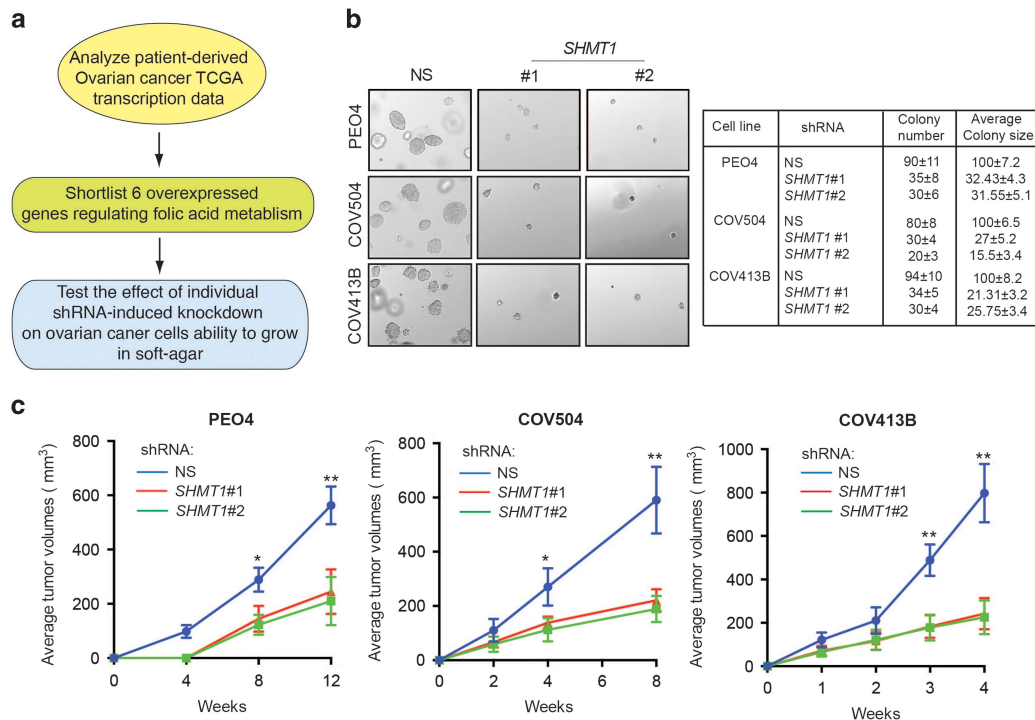 a
Analyze patient-derived
Ovarian cancer TCGA
transcription data
Shortlist 6 overexpressed
genes regulating folic acid metablism
Test the effect of individual
shRNA-induced knockdown
on ovarian caner cells ability to grow
in soft-agar
b
SHMT1
NS #1 #2
PEO4
COV504
COV413B
Cell line shRNA Colony number Average Colony size
PEO4 NS 90±11 100±7.2
SHMT1#1 35±8 32.43±4.3
SHMT1#2 30±6 31.55±5.1
COV504 NS 80±8 100±6.5
SHMT1 #1 30±4 27±5.2
SHMT1 #2 20±3 15.5±3.4
COV413B NS 94±10 100±8.2
SHMT1 #1 34±5 21.31±3.2
SHMT1 #2 30±4 25.75±3.4
c
PEO4
Average tumor volumes ( mm³)
800
600
400
200
0
shRNA:
NS
SHMT1#1
SHMT1#2
*
**
0 4 8 12
Weeks
COV504
Average tumor volumes ( mm³)
800
600
400
200
0
shRNA:
NS
SHMT1#1
SHMT1#2
*
**
0 2 4 8
Weeks
COV413B
Average tumor volumes ( mm³)
1000
800
600
400
200
0
shRNA:
NS
SHMT1#1
SHMT1#2
**
**
0 1 2 3 4
Weeks